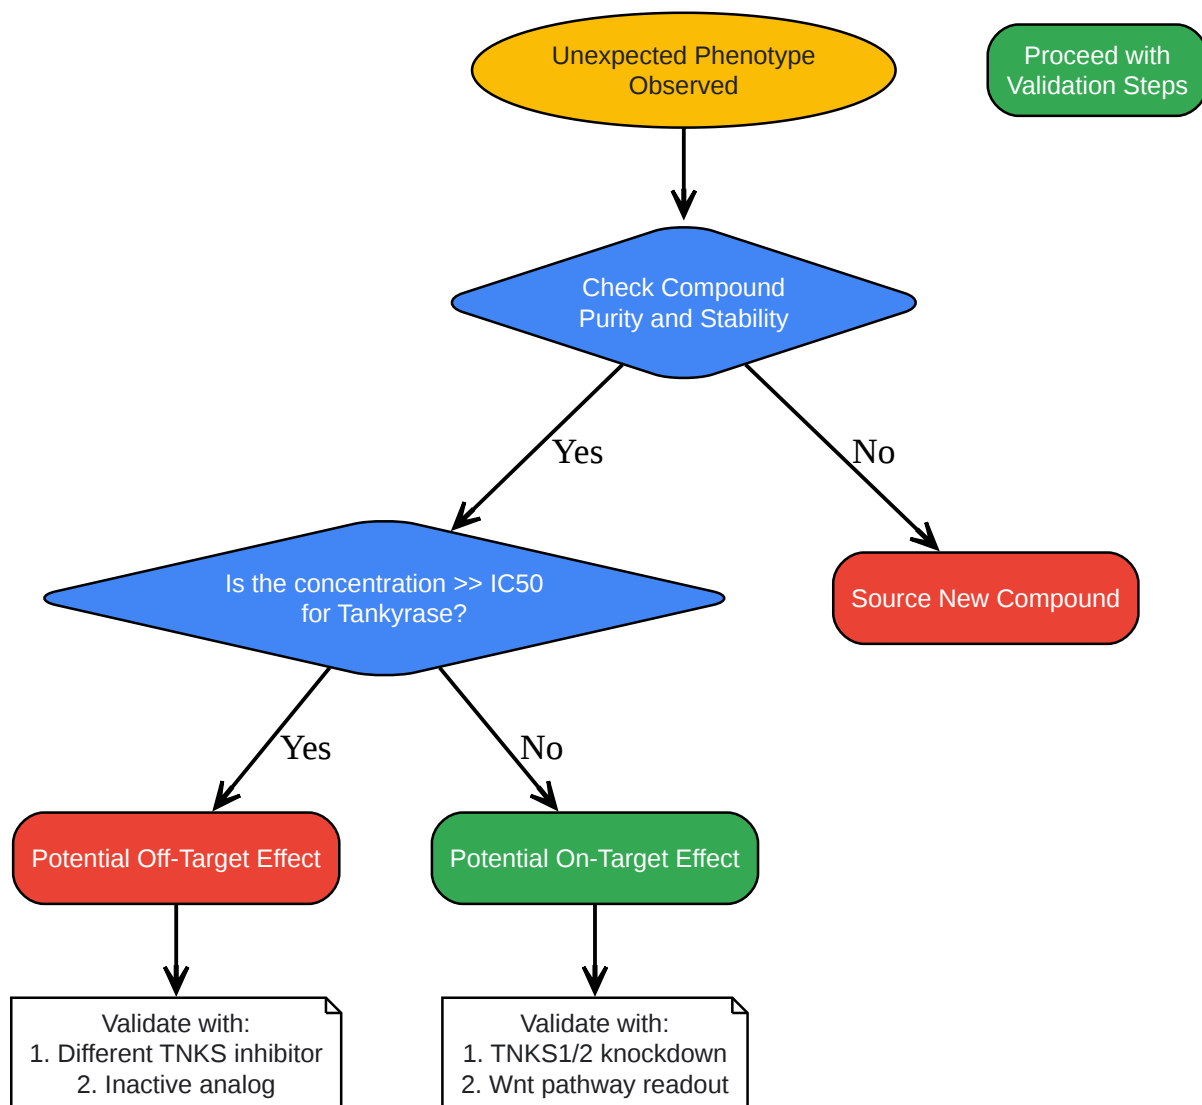 Unexpected Phenotype
Observed
Proceed with
Validation Steps
Check Compound
Purity and Stability
Yes
No
Is the concentration >> IC50
for Tankyrase?
Source New Compound
Yes
No
Potential Off-Target Effect
Potential On-Target Effect
Validate with:
1. Different TNKS inhibitor
2. Inactive analog
Validate with:
1. TNKS1/2 knockdown
2. Wnt pathway readout